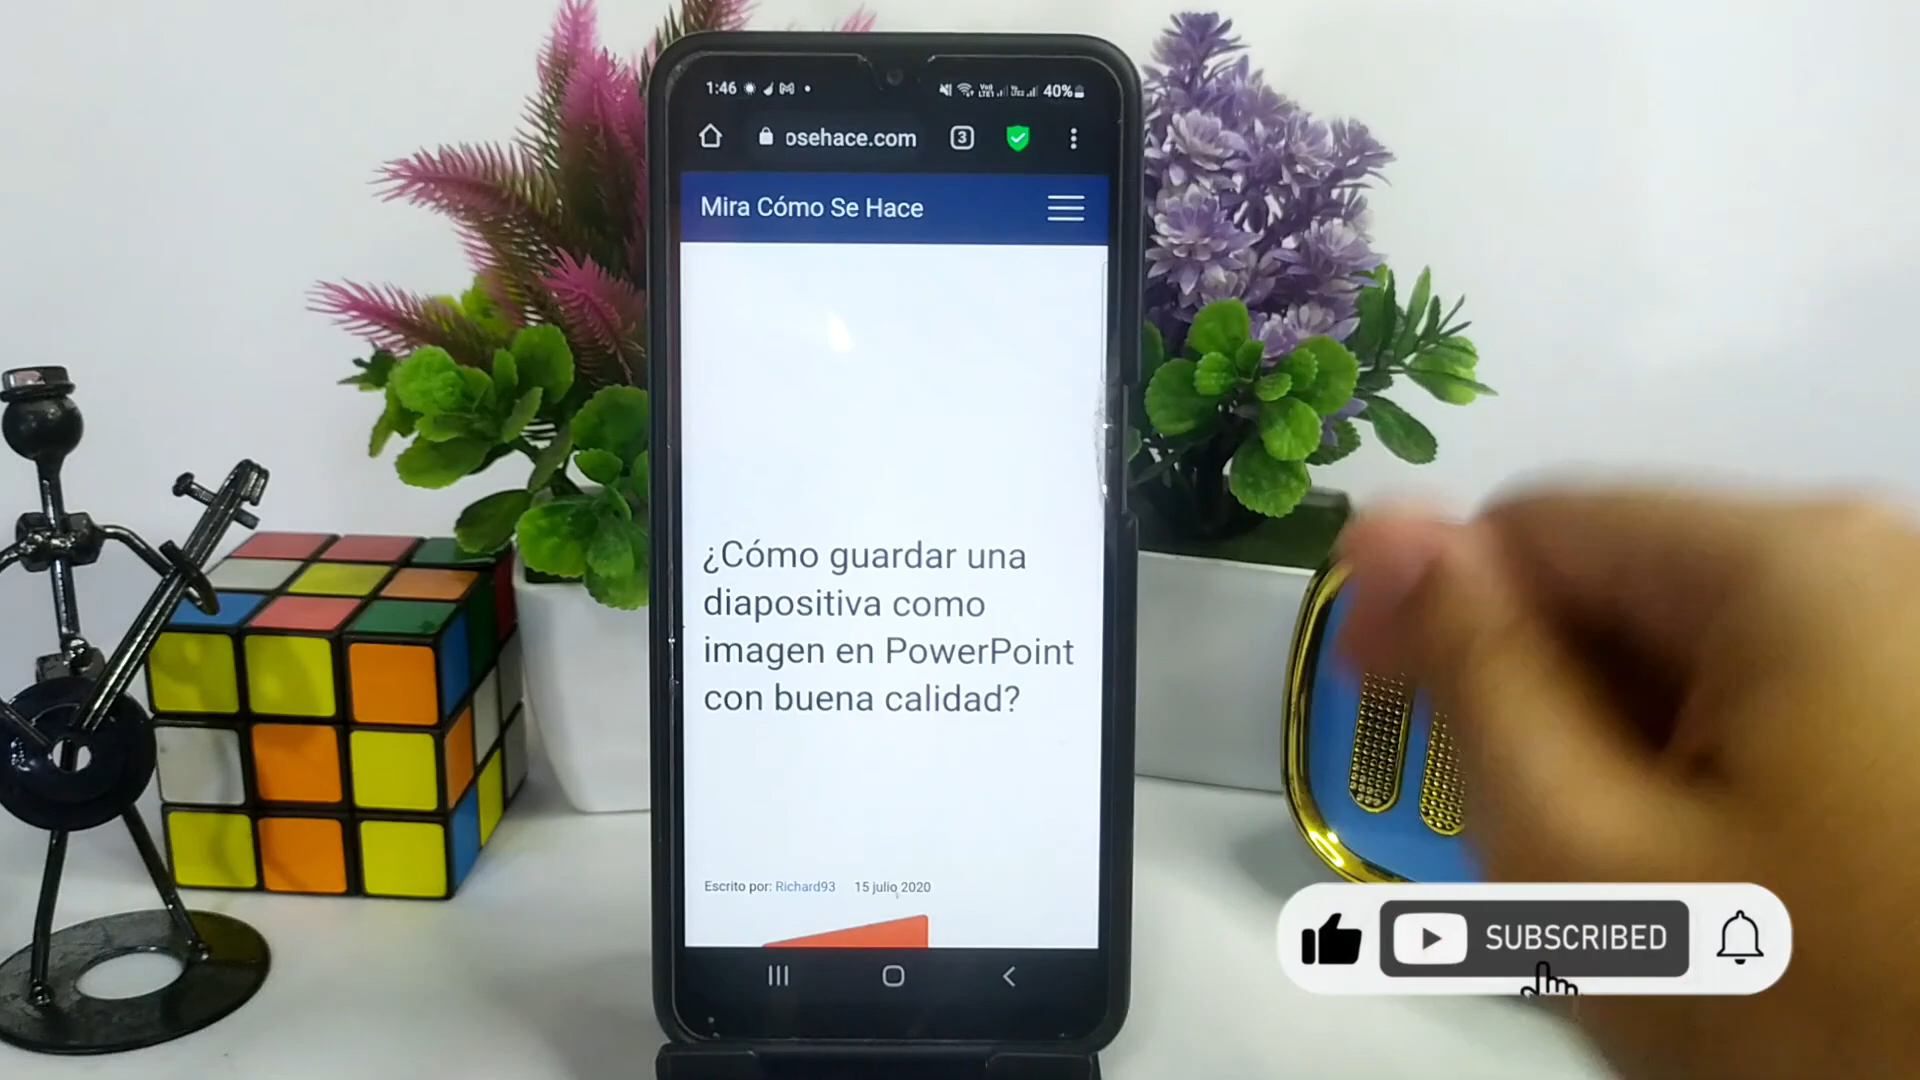 1:46
40%
osehace.com
3
Mira Cómo Se Hace
¿Cómo guardar una
diapositiva como
imagen en PowerPoint
con buena calidad?
Escrito por: Richard93 15 julio 2020
SUBSCRIBED